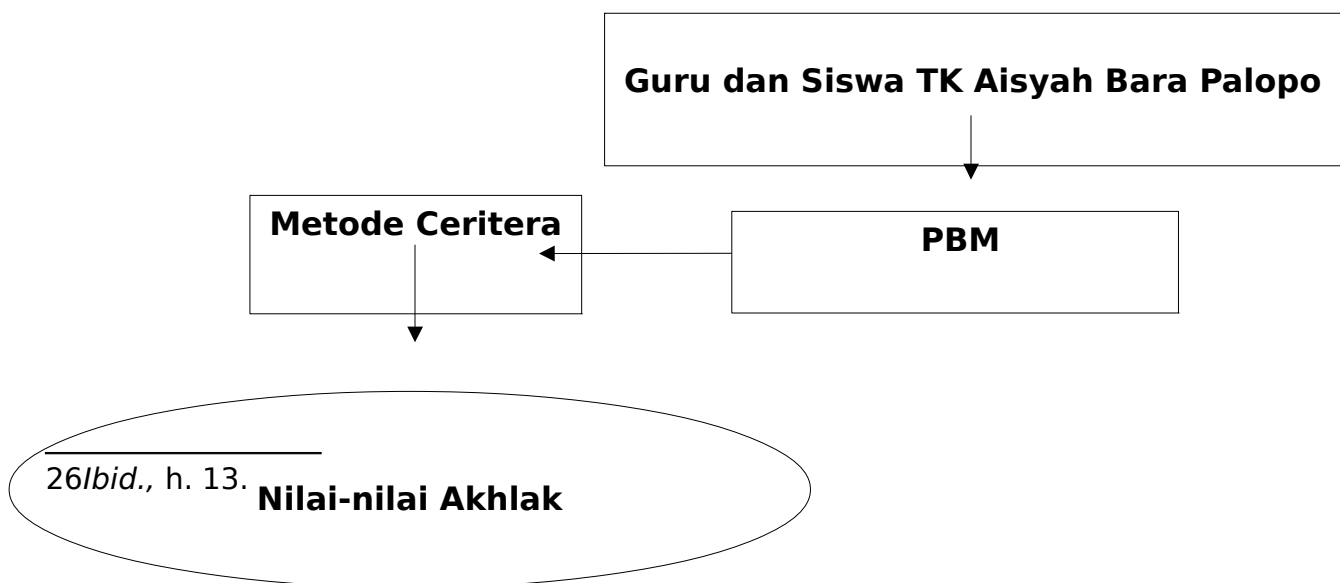 Guru dan Siswa TK Aisyah Bara Palopo
Metode Ceritera
PBM
26Ibid., h. 13.
Nilai-nilai Akhlak